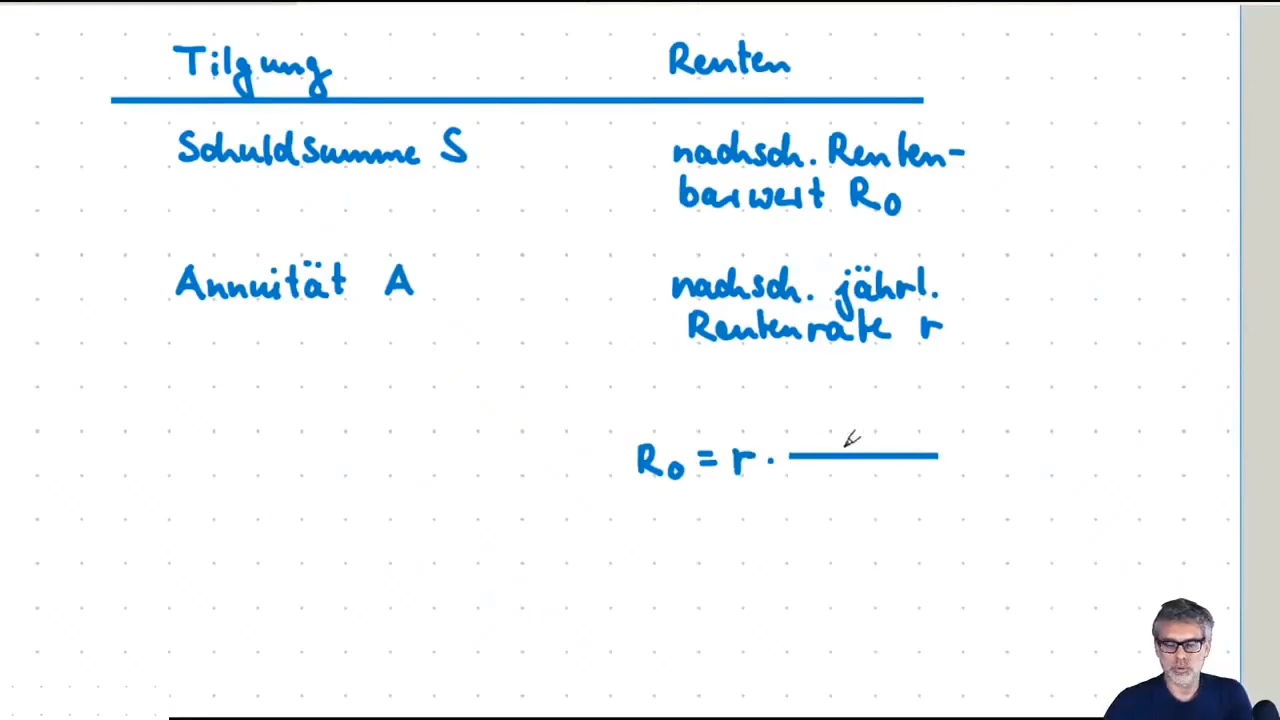 Tilgung Renten
Schuldsumme S nachsch. Renten-
barwert R₀
Annuität A nachsch. jährl.
Rentenrate r
R₀ = r ·